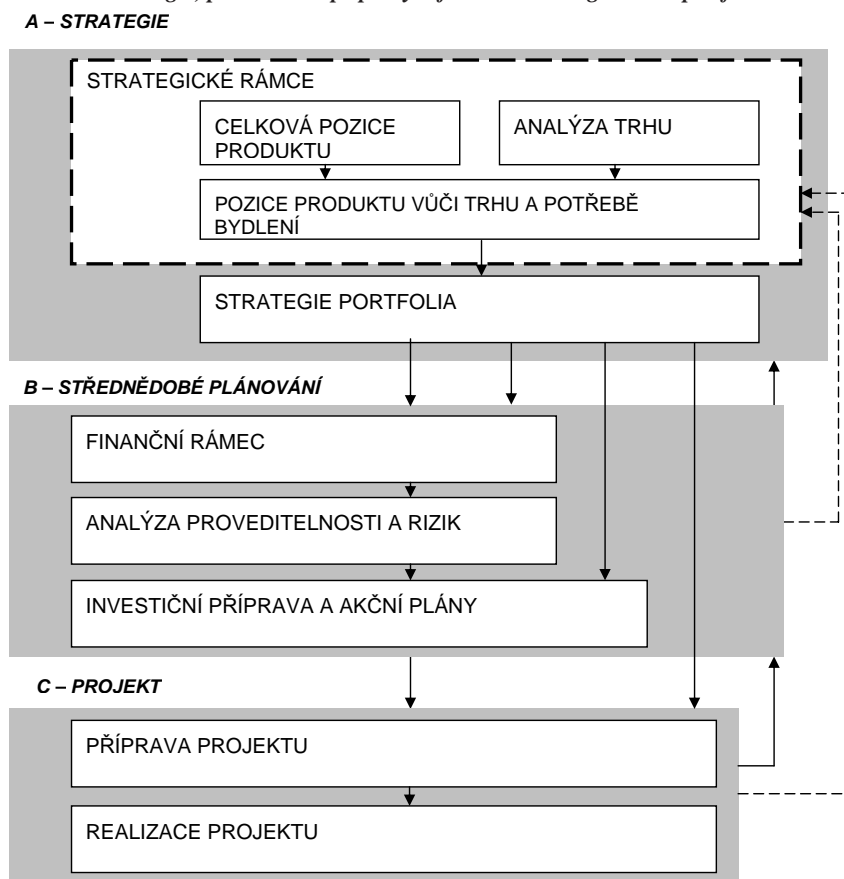 A – STRATEGIE
STRATEGICKÉ RÁMCE
CELKOVÁ POZICE
PRODUKTU
ANALÝZA TRHU
POZICE PRODUKTU VŮČI TRHU A POTŘEBĚ
BYDLENÍ
STRATEGIE PORTFOLIA
B – STŘEDNĚDOBÉ PLÁNOVÁNÍ
FINANČNÍ RÁMEC
ANALÝZA PROVEDITELNOSTI A RIZIK
INVESTIČNÍ PŘÍPRAVA A AKČNÍ PLÁNY
C – PROJEKT
PŘÍPRAVA PROJEKTU
REALIZACE PROJEKTU